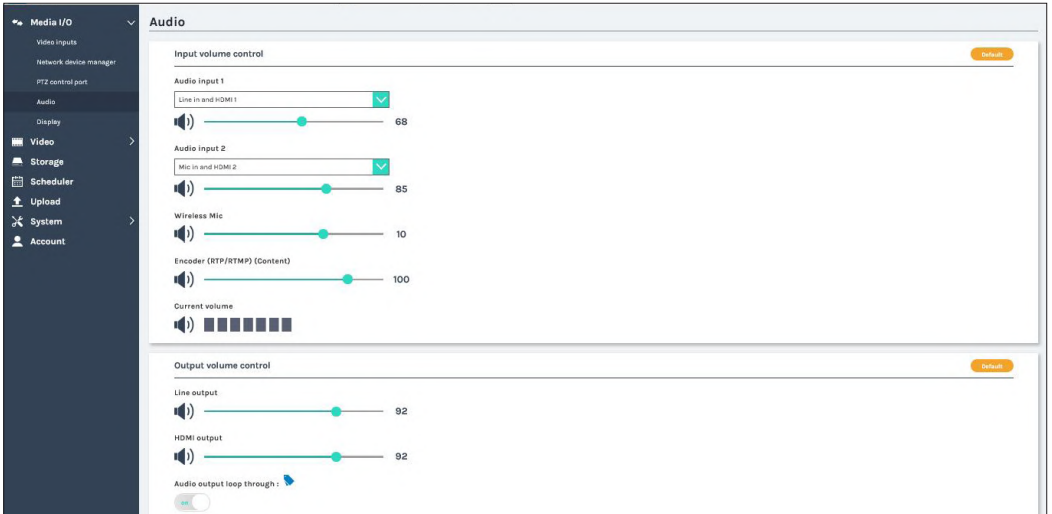 Media I/O
Video inputs
Network device manager
PTZ control port
Audio
Display
Video
Storage
Scheduler
Upload
System
Account
Audio
Input volume control
Default
Audio input 1
Line in and HDMI 1
68
Audio input 2
Mic in and HDMI 2
85
Wireless Mic
10
Encoder (RTP/RTMP) (Content)
100
Current volume
Output volume control
Default
Line output
92
HDMI output
92
Audio output loop through :
ON